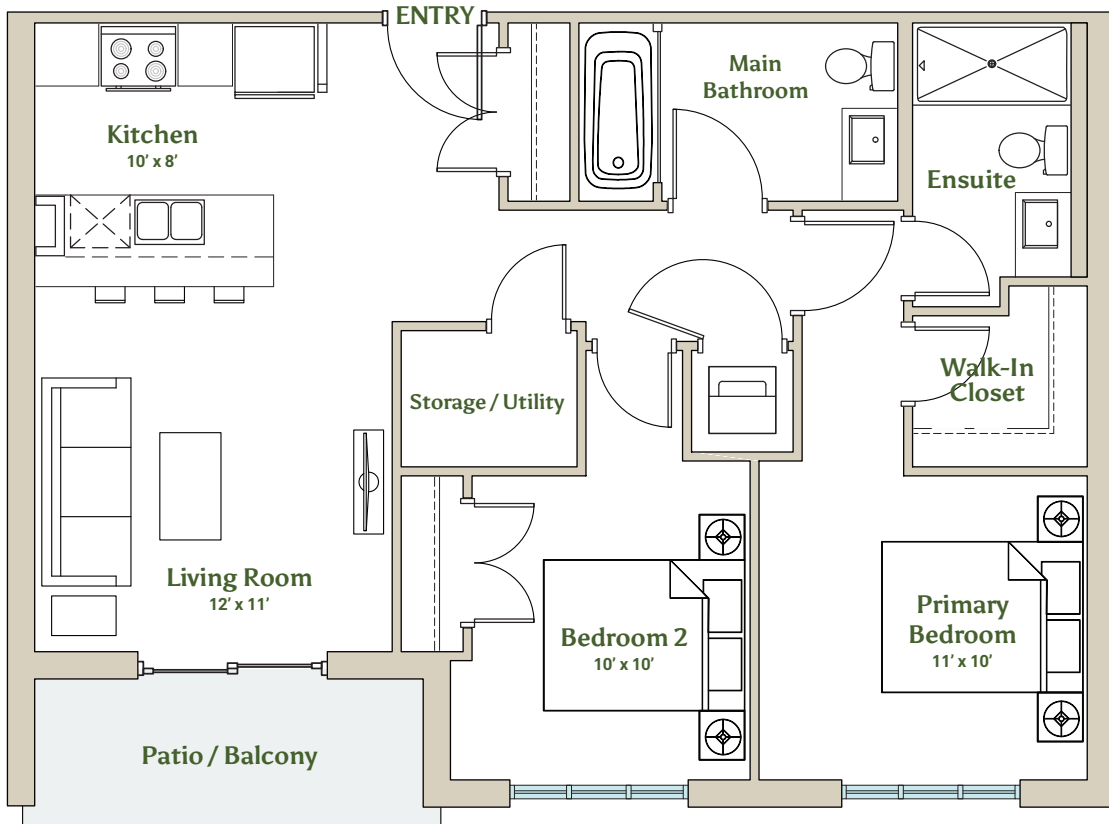 ENTRY
Main
Bathroom
Kitchen
10’ x 8’
Ensuite
Walk-In
Closet
Storage / Utility
Living Room
12’ x 11’
Bedroom 2
10’ x 10’
Primary
Bedroom
11’ x 10’
Patio / Balcony